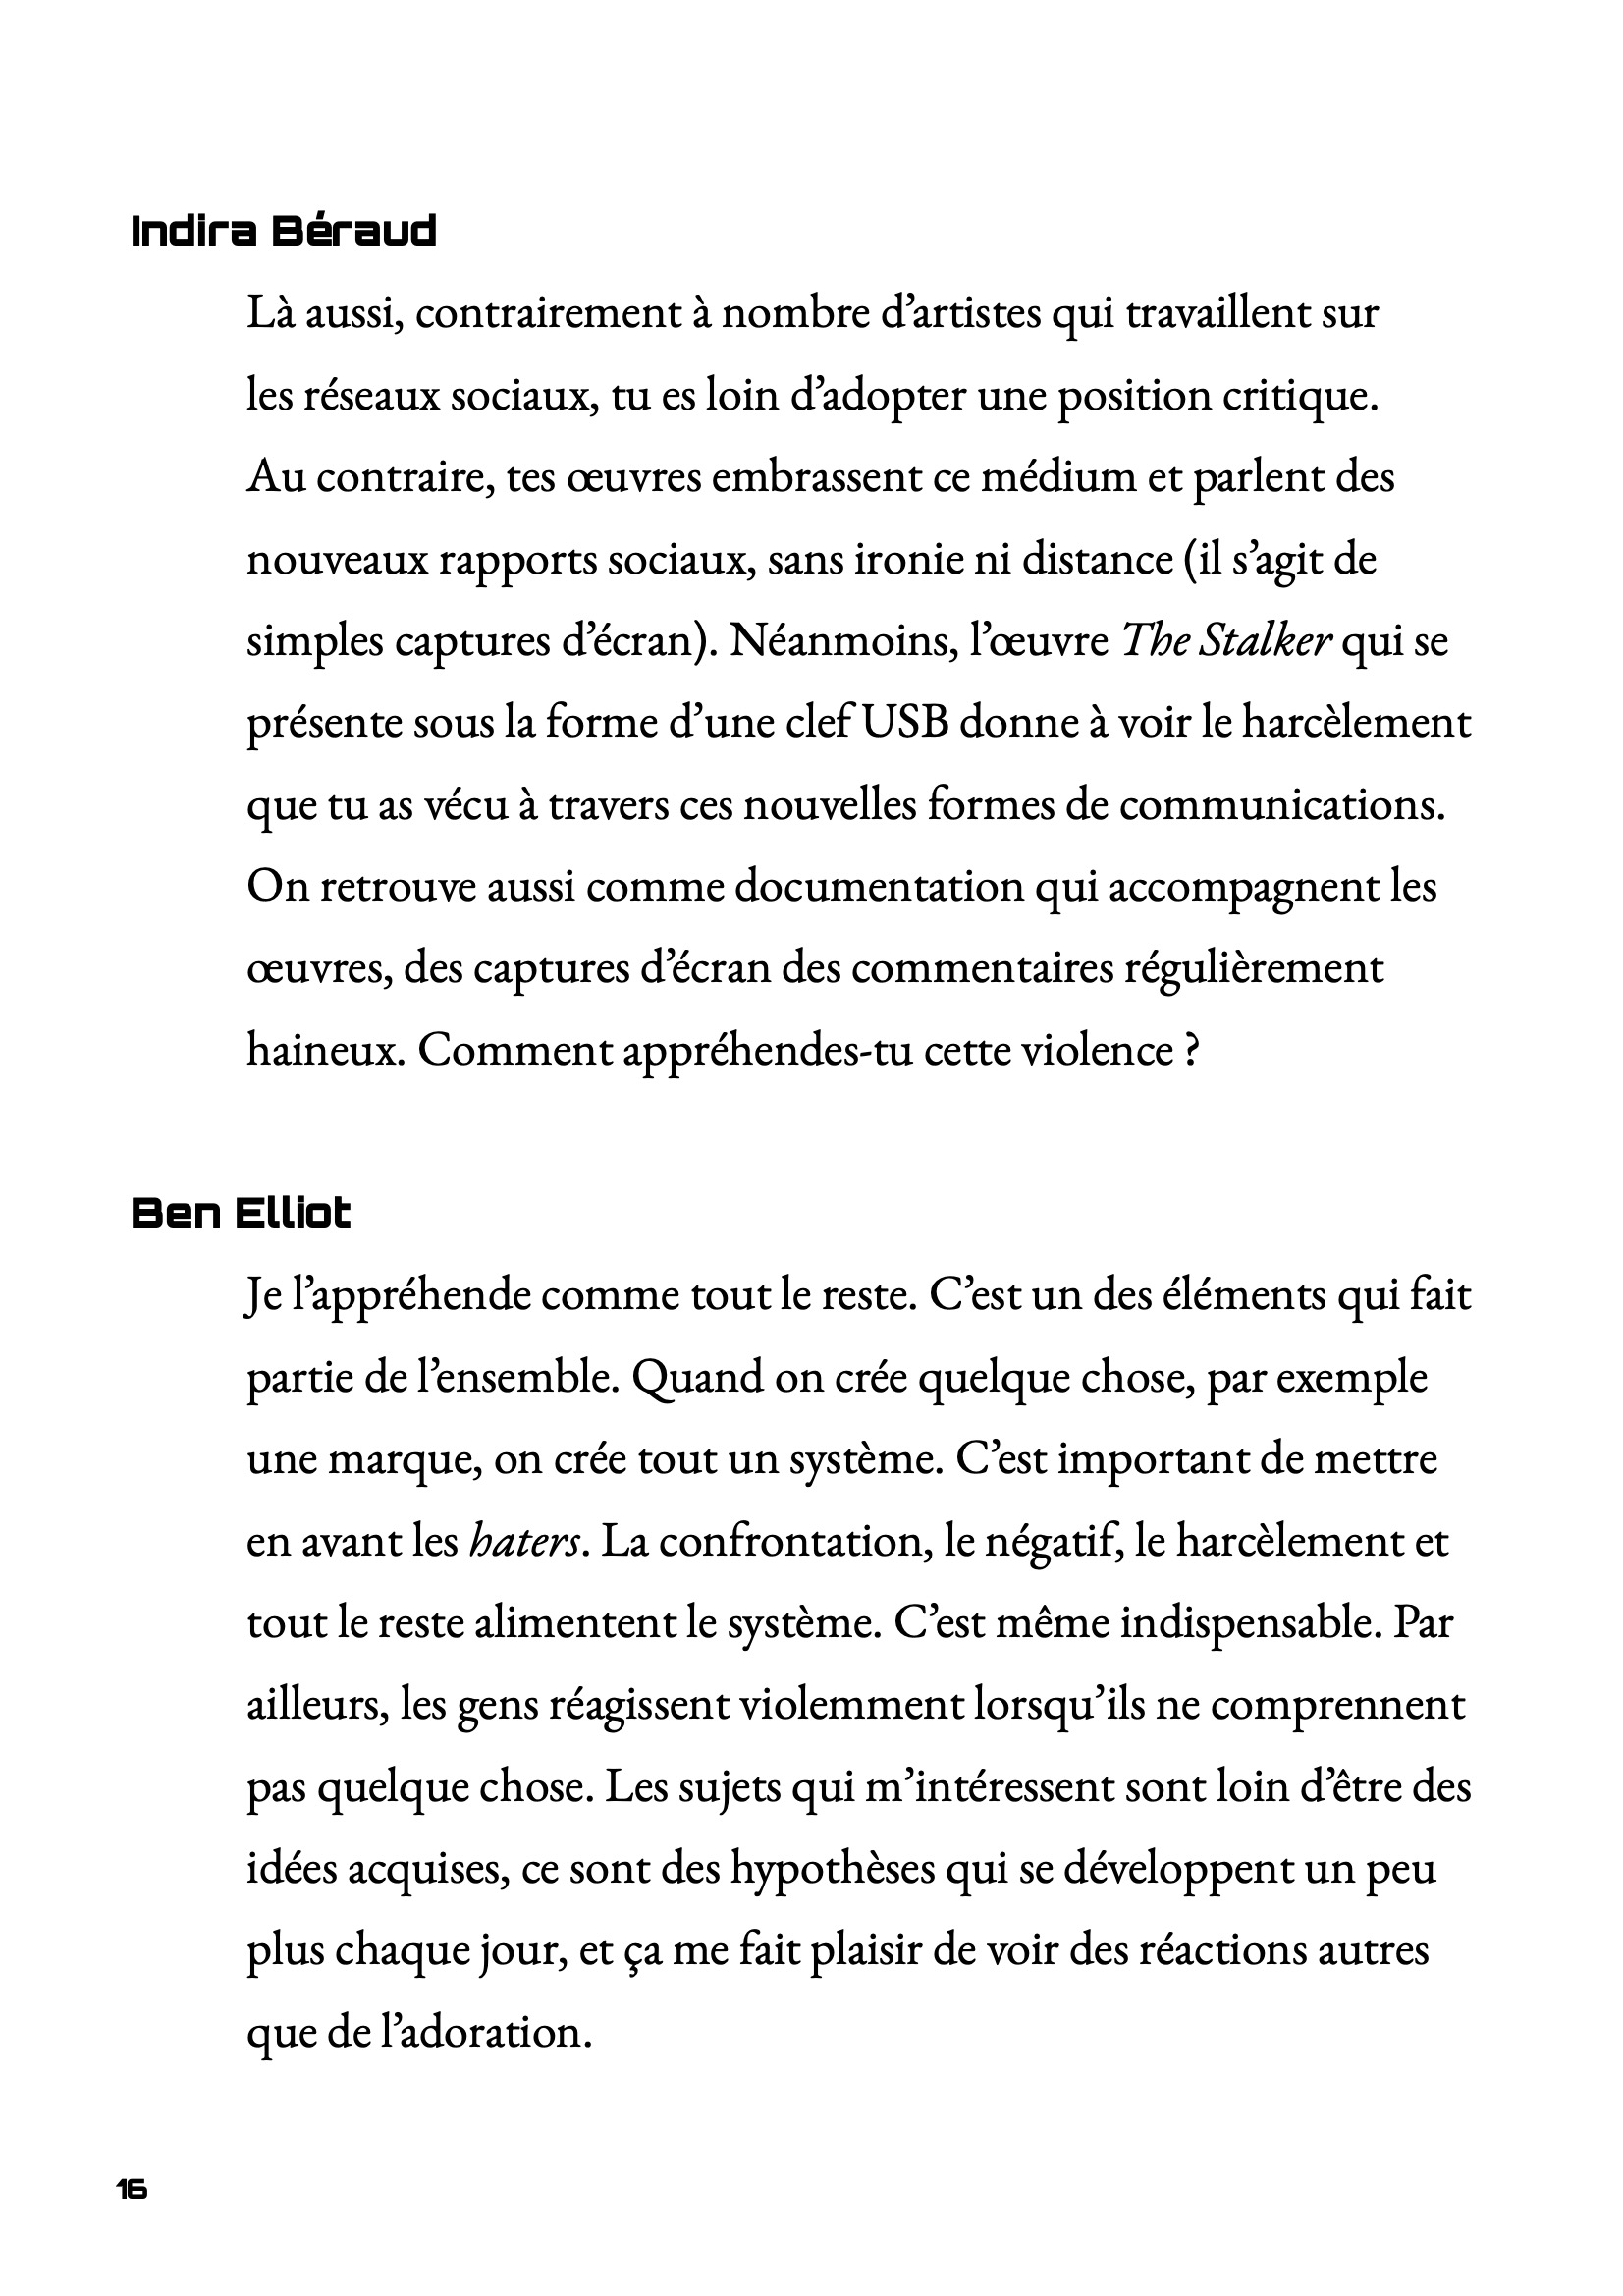 Indira Béraud
Là aussi, contrairement à nombre d’artistes qui travaillent sur
les réseaux sociaux, tu es loin d’adopter une position critique.
Au contraire, tes œuvres embrassent ce médium et parlent des
nouveaux rapports sociaux, sans ironie ni distance (il s’agit de
simples captures d’écran). Néanmoins, l’œuvre The Stalker qui se
présente sous la forme d’une clef USB donne à voir le harcèlement
que tu as vécu à travers ces nouvelles formes de communications.
On retrouve aussi comme documentation qui accompagnent les
œuvres, des captures d’écran des commentaires régulièrement
haineux. Comment appréhendes-tu cette violence ?
Ben Elliot
Je l’appréhende comme tout le reste. C’est un des éléments qui fait
partie de l’ensemble. Quand on crée quelque chose, par exemple
une marque, on crée tout un système. C’est important de mettre
en avant les haters. La confrontation, le négatif, le harcèlement et
tout le reste alimentent le système. C’est même indispensable. Par
ailleurs, les gens réagissent violemment lorsqu’ils ne comprennent
pas quelque chose. Les sujets qui m’intéressent sont loin d’être des
idées acquises, ce sont des hypothèses qui se développent un peu
plus chaque jour, et ça me fait plaisir de voir des réactions autres
que de l’adoration.
16